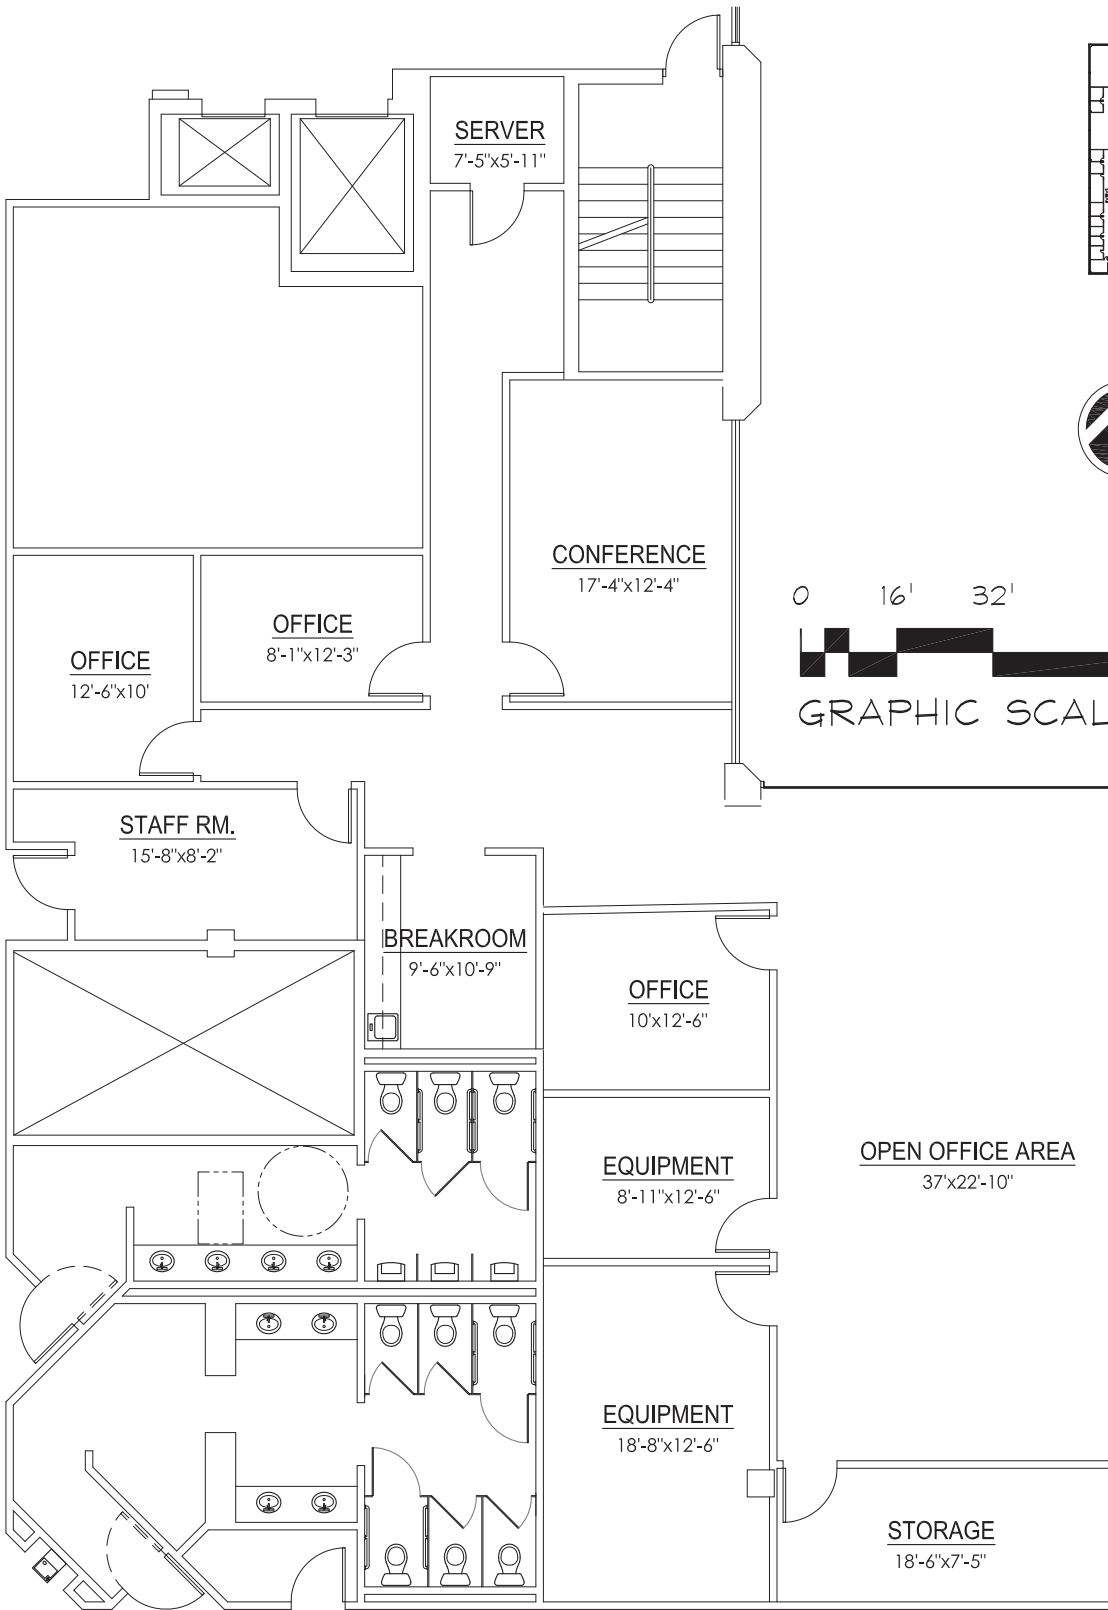 SERVER
7'-5"x5'-11"
CONFERENCE
17'-4"x12'-4"
0 16' 32'
GRAPHIC SCAL
OFFICE
8'-1"x12'-3"
OFFICE
12'-6"x10'
STAFF RM.
15'-8"x8'-2"
BREAKROOM
9'-6"x10'-9"
OFFICE
10'x12'-6"
EQUIPMENT
8'-11"x12'-6"
OPEN OFFICE AREA
37'x22'-10"
EQUIPMENT
18'-8"x12'-6"
STORAGE
18'-6"x7'-5"